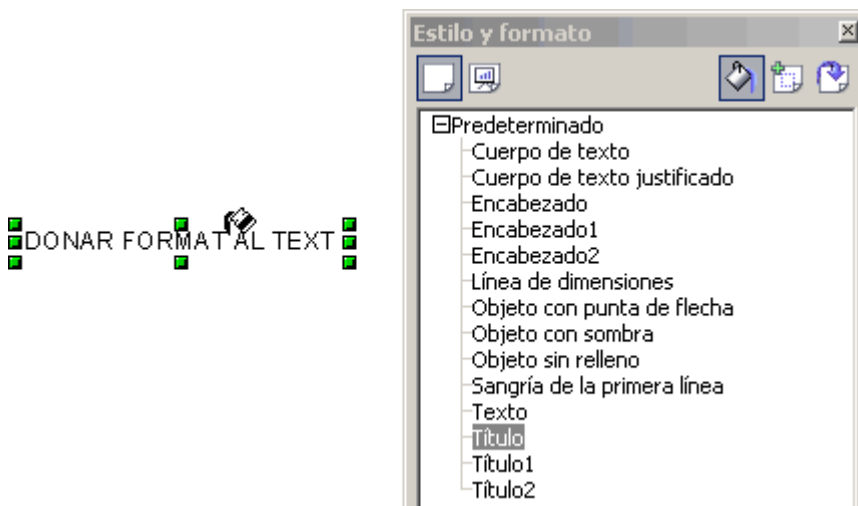 Estilo y formato
Predeterminado
Cuerpo de texto
Cuerpo de texto justificado
Encabezado
Encabezado1
Encabezado2
Línea de dimensiones
Objeto con punta de flecha
Objeto con sombra
Objeto sin relleno
Sangría de la primera línea
Texto
Título
Título1
Título2
DONAR FORMAT AL TEXT